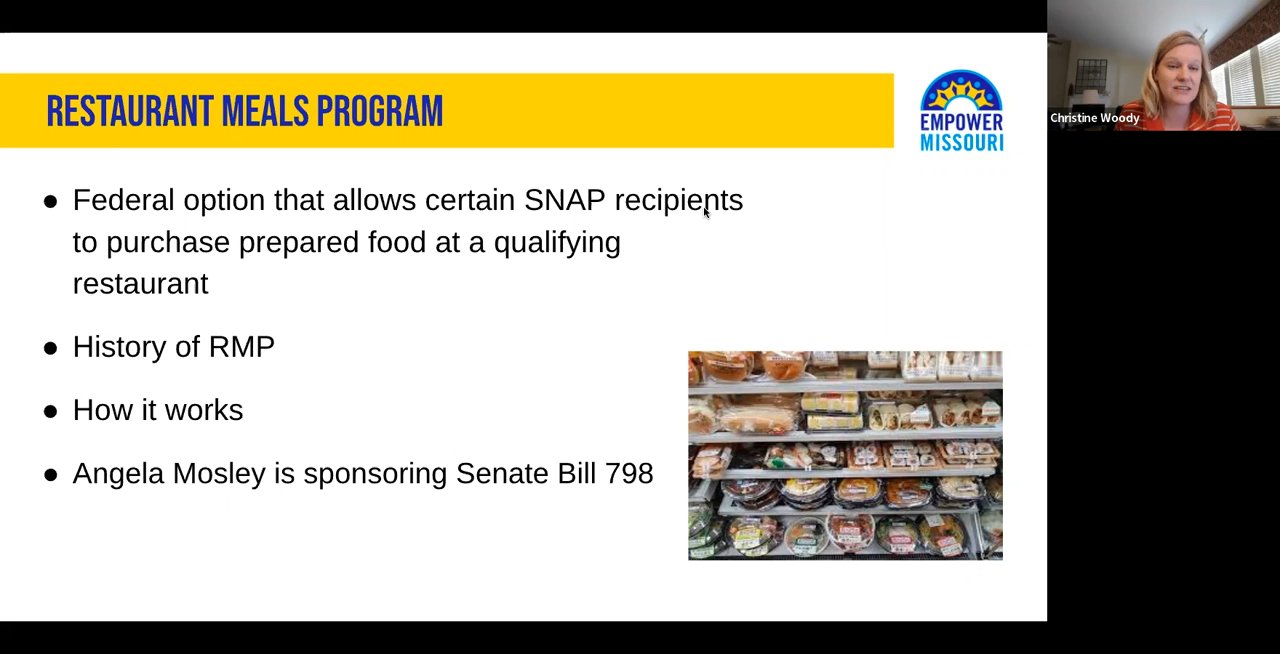 RESTAURANT MEALS PROGRAM
EMPOWER
MISSOURI
Christine Woody
● Federal option that allows certain SNAP recipients
to purchase prepared food at a qualifying
restaurant
● History of RMP
● How it works
● Angela Mosley is sponsoring Senate Bill 798